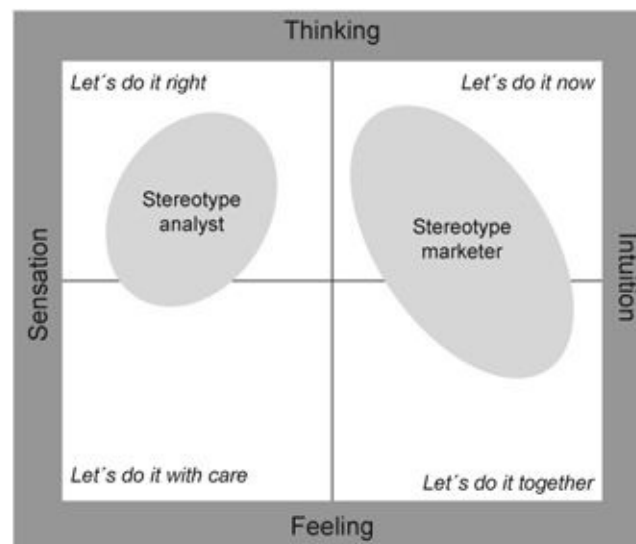 Thinking
Let´s do it right
Let´s do it now
Stereotype
analyst
Stereotype
marketer
Sensation
Intuition
Let´s do it with care
Let´s do it together
Feeling